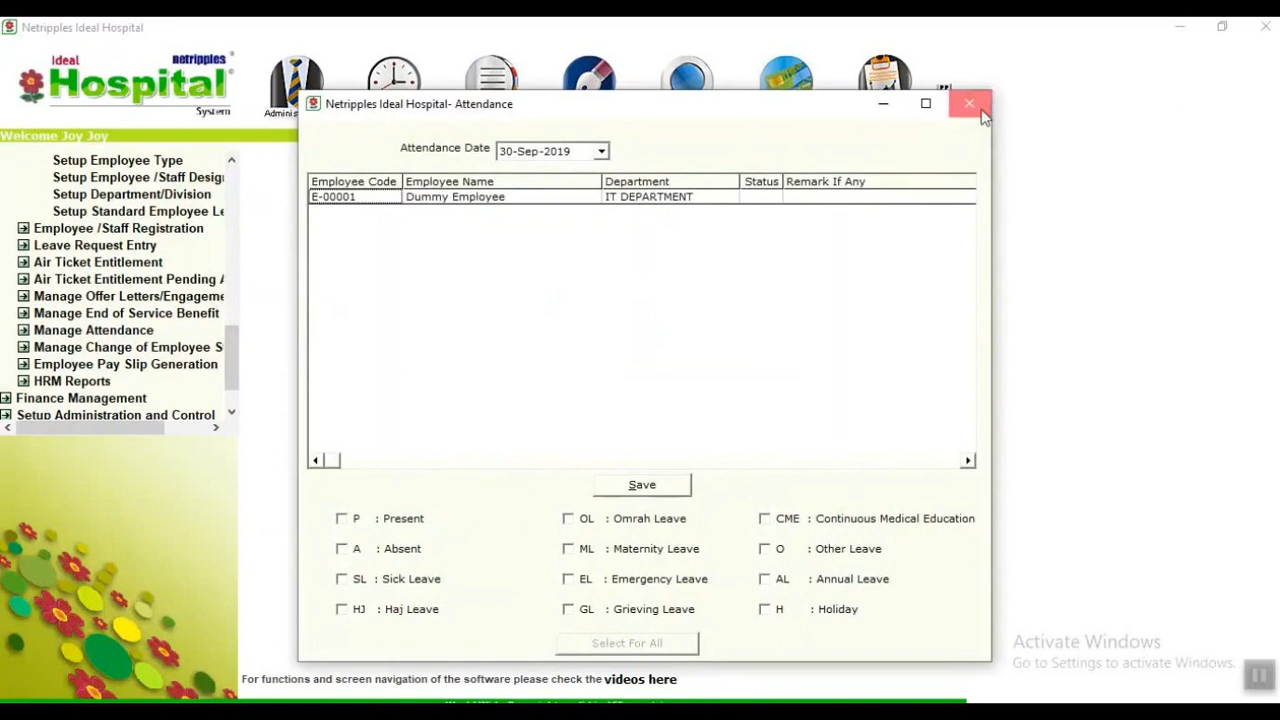 Netripples Ideal Hospital
ideal netripples®
Hospital®
System
Welcome Joy Joy
Setup Employee Type
Setup Employee /Staff Desig
Setup Department/Division
Setup Standard Employee Le
Employee /Staff Registration
Leave Request Entry
Air Ticket Entitlement
Air Ticket Entitlement Pending A
Manage Offer Letters/Engageme
Manage End of Service Benefit
Manage Attendance
Manage Change of Employee S
Employee Pay Slip Generation
HRM Reports
Finance Management
Setup Administration and Control
Adminis
Netripples Ideal Hospital- Attendance
Attendance Date 30-Sep-2019
Employee Code Employee Name Department Status Remark If Any
E-00001 Dummy Employee IT DEPARTMENT
Save
P : Present OL : Omrah Leave CME : Continuous Medical Education
A : Absent ML : Maternity Leave O : Other Leave
SL : Sick Leave EL : Emergency Leave AL : Annual Leave
HJ : Haj Leave GL : Grieving Leave H : Holiday
Select For All
Activate Windows
Go to Settings to activate Windows.
For functions and screen navigation of the software please check the videos here